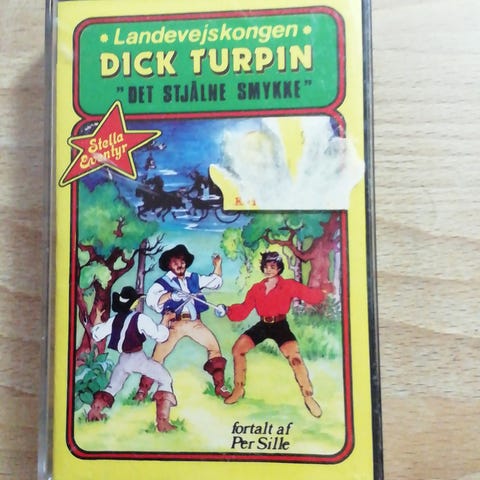 Landevejskongen
DICK TURPIN
"DET STJÅLNE SMYKKE"
Stella
Eventyr
fortalt af
Per Sille